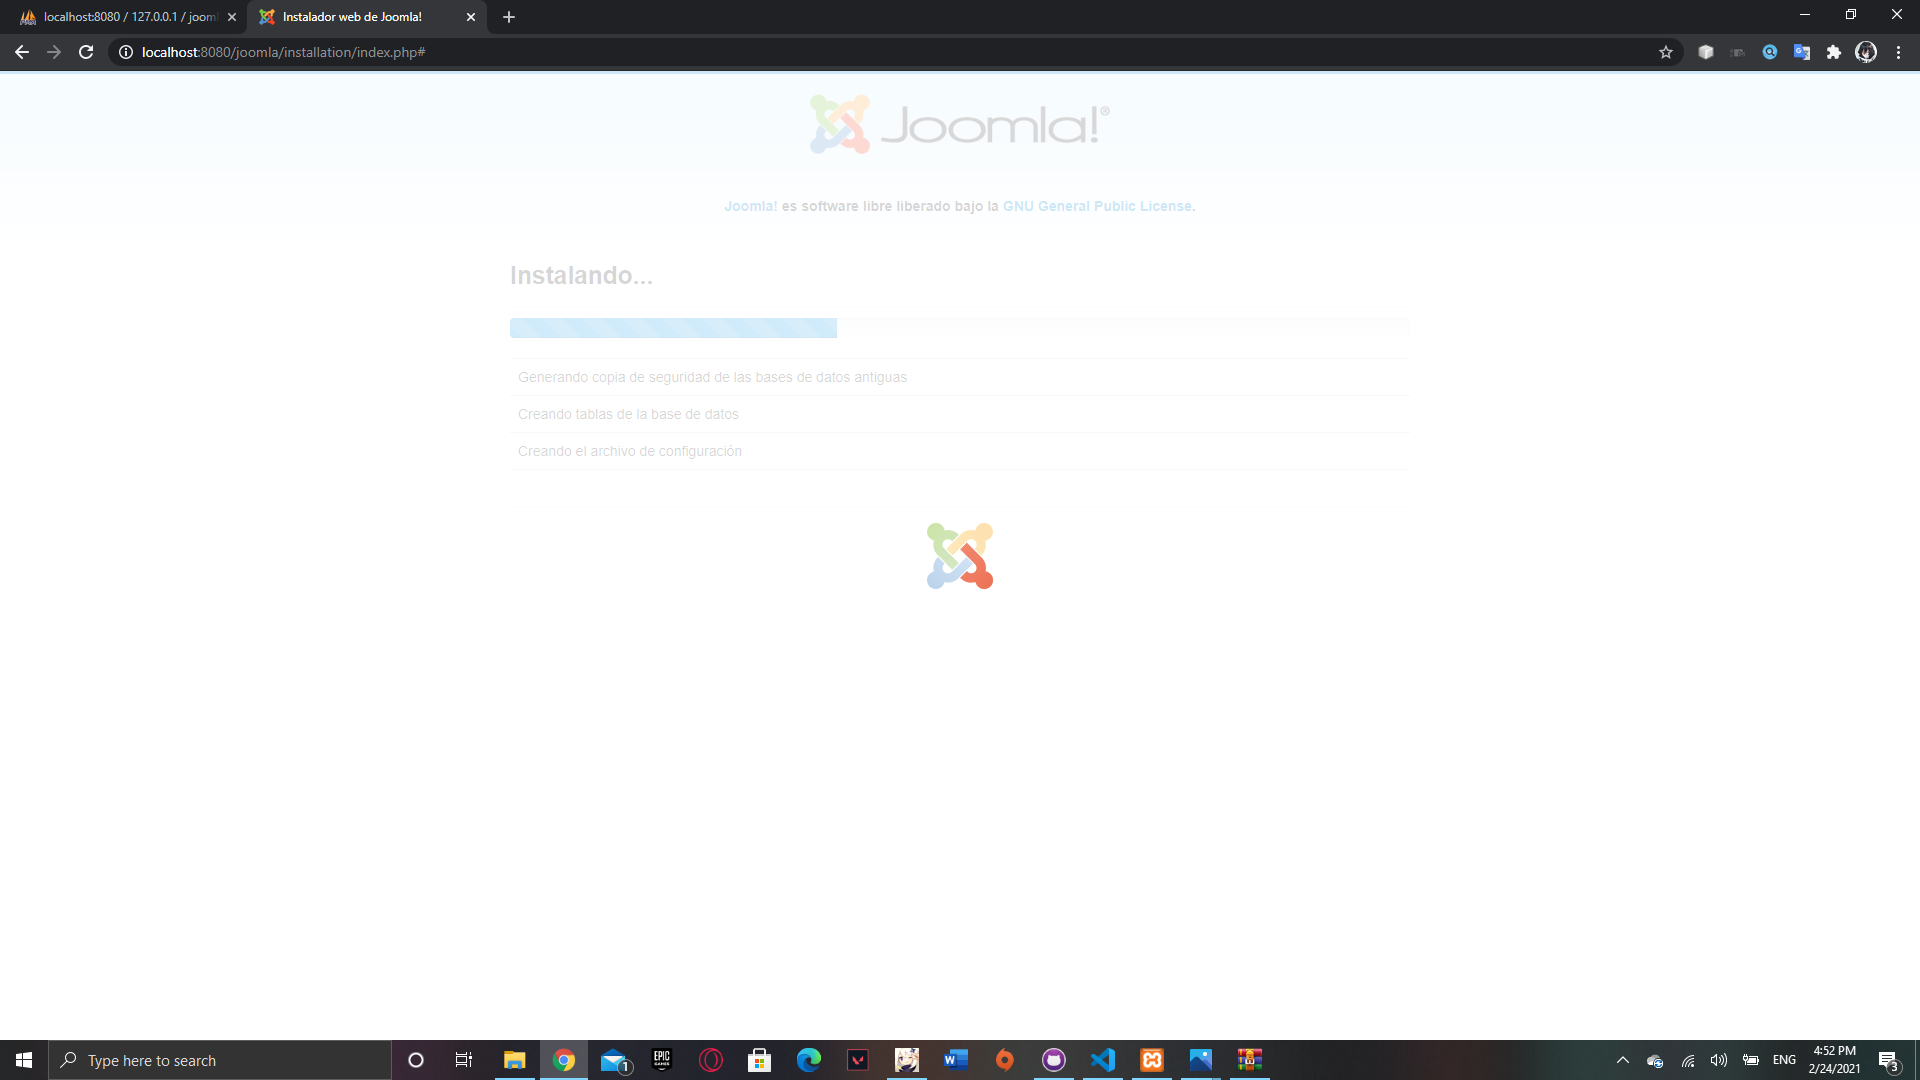 localhost:8080 / 127.0.0.1 / jooml
Instalador web de Joomla!
localhost:8080/joomla/installation/index.php#
Joomla!®
Joomla! es software libre liberado bajo la GNU General Public License.
Instalando...
Generando copia de seguridad de las bases de datos antiguas
Creando tablas de la base de datos
Creando el archivo de configuración
Type here to search
1
EPIC
GAMES
W
ENG
4:52 PM
2/24/2021
3